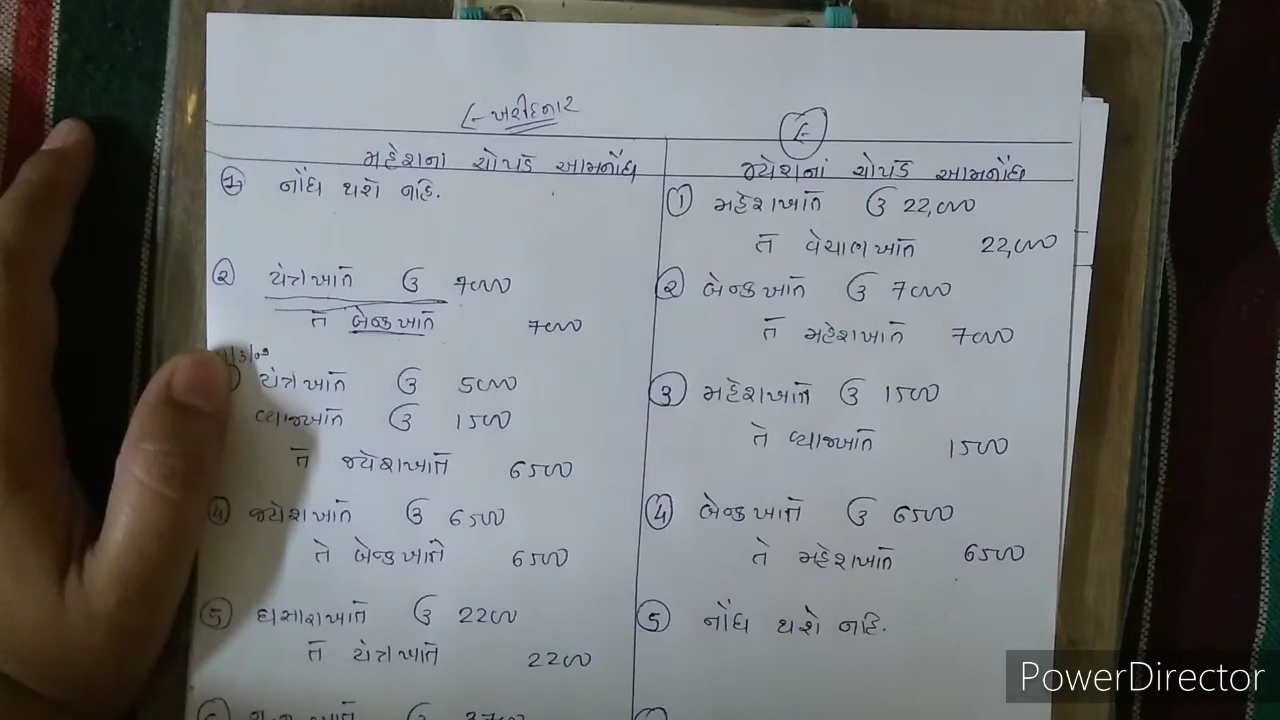 ખરીદનાર
મહેશનાં ચોપડે આમનોંધ
જયેશનાં ચોપડે આમનોંધ
① નોંધ થશે નહિ.
② યંત્રખાતે ઉ 7000
તે બેન્કખાતે 7000
યંત્રખાતે ઉ 5000
વ્યાજખાતે ઉ 1500
તે જયેશખાતે 6500
④ જયેશખાતે ઉ 6500
તે બેન્કખાતે 6500
⑤ ઘસારાખાતે ઉ 2200
તે યંત્રખાતે 2200
① મહેશખાતે ઉ 22,000
તે વેચાણખાતે 22,000
② બેન્કખાતે ઉ 7000
તે મહેશખાતે 7000
③ મહેશખાતે ઉ 1500
તે વ્યાજખાતે 1500
④ બેન્કખાતે ઉ 6500
તે મહેશખાતે 6500
⑤ નોંધ થશે નહિ.
PowerDirector